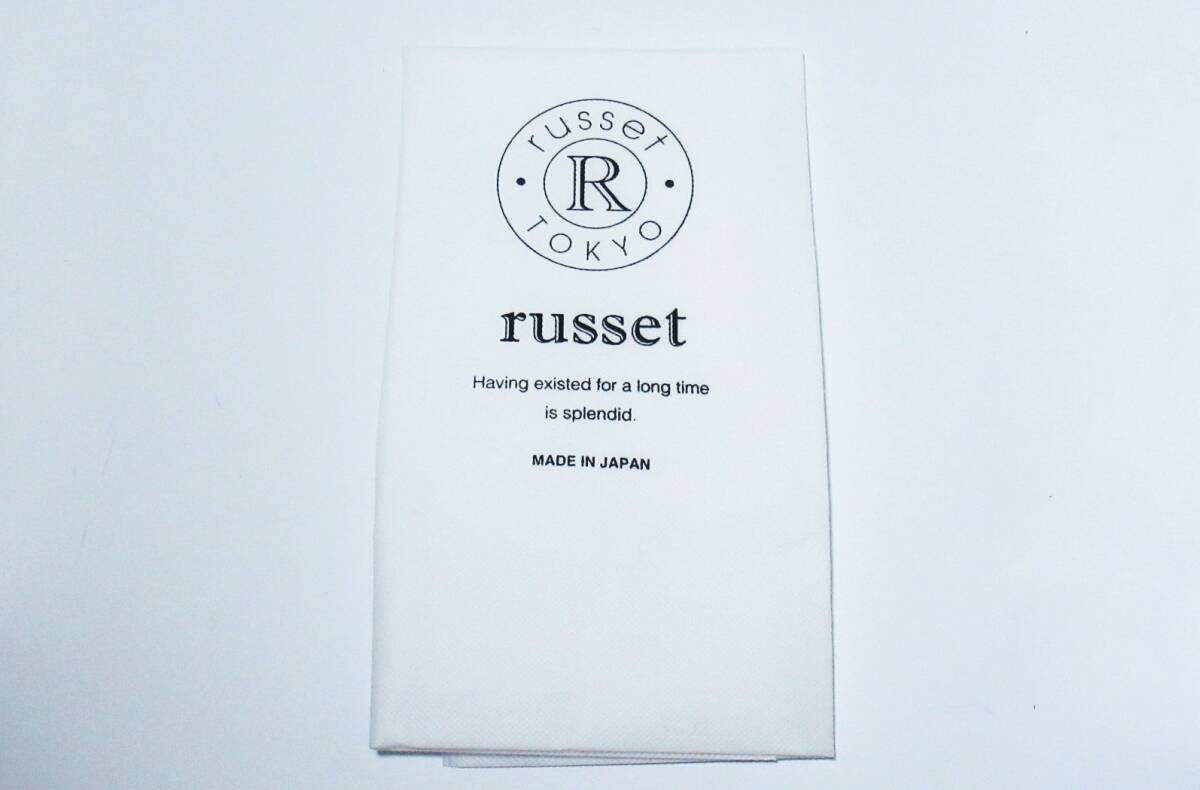 russet
R
TOKYO
russet
Having existed for a long time
is splendid.
MADE IN JAPAN